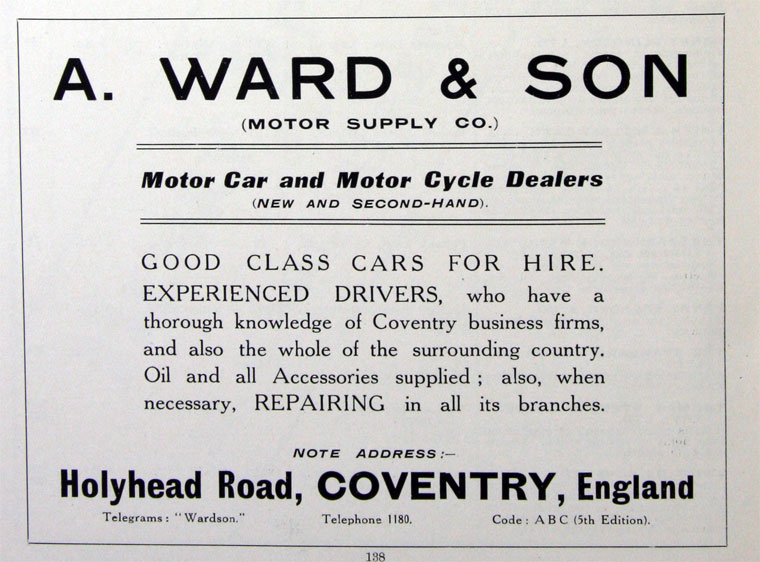 A. WARD & SON
(MOTOR SUPPLY CO.)
Motor Car and Motor Cycle Dealers
(NEW AND SECOND-HAND).
GOOD CLASS CARS FOR HIRE.
EXPERIENCED DRIVERS, who have a
thorough knowledge of Coventry business firms,
and also the whole of the surrounding country.
Oil and all Accessories supplied ; also, when
necessary, REPAIRING in all its branches.
NOTE ADDRESS :—
Holyhead Road, COVENTRY, England
Telegrams : "Wardson." Telephone 1180. Code : A B C (5th Edition).
138